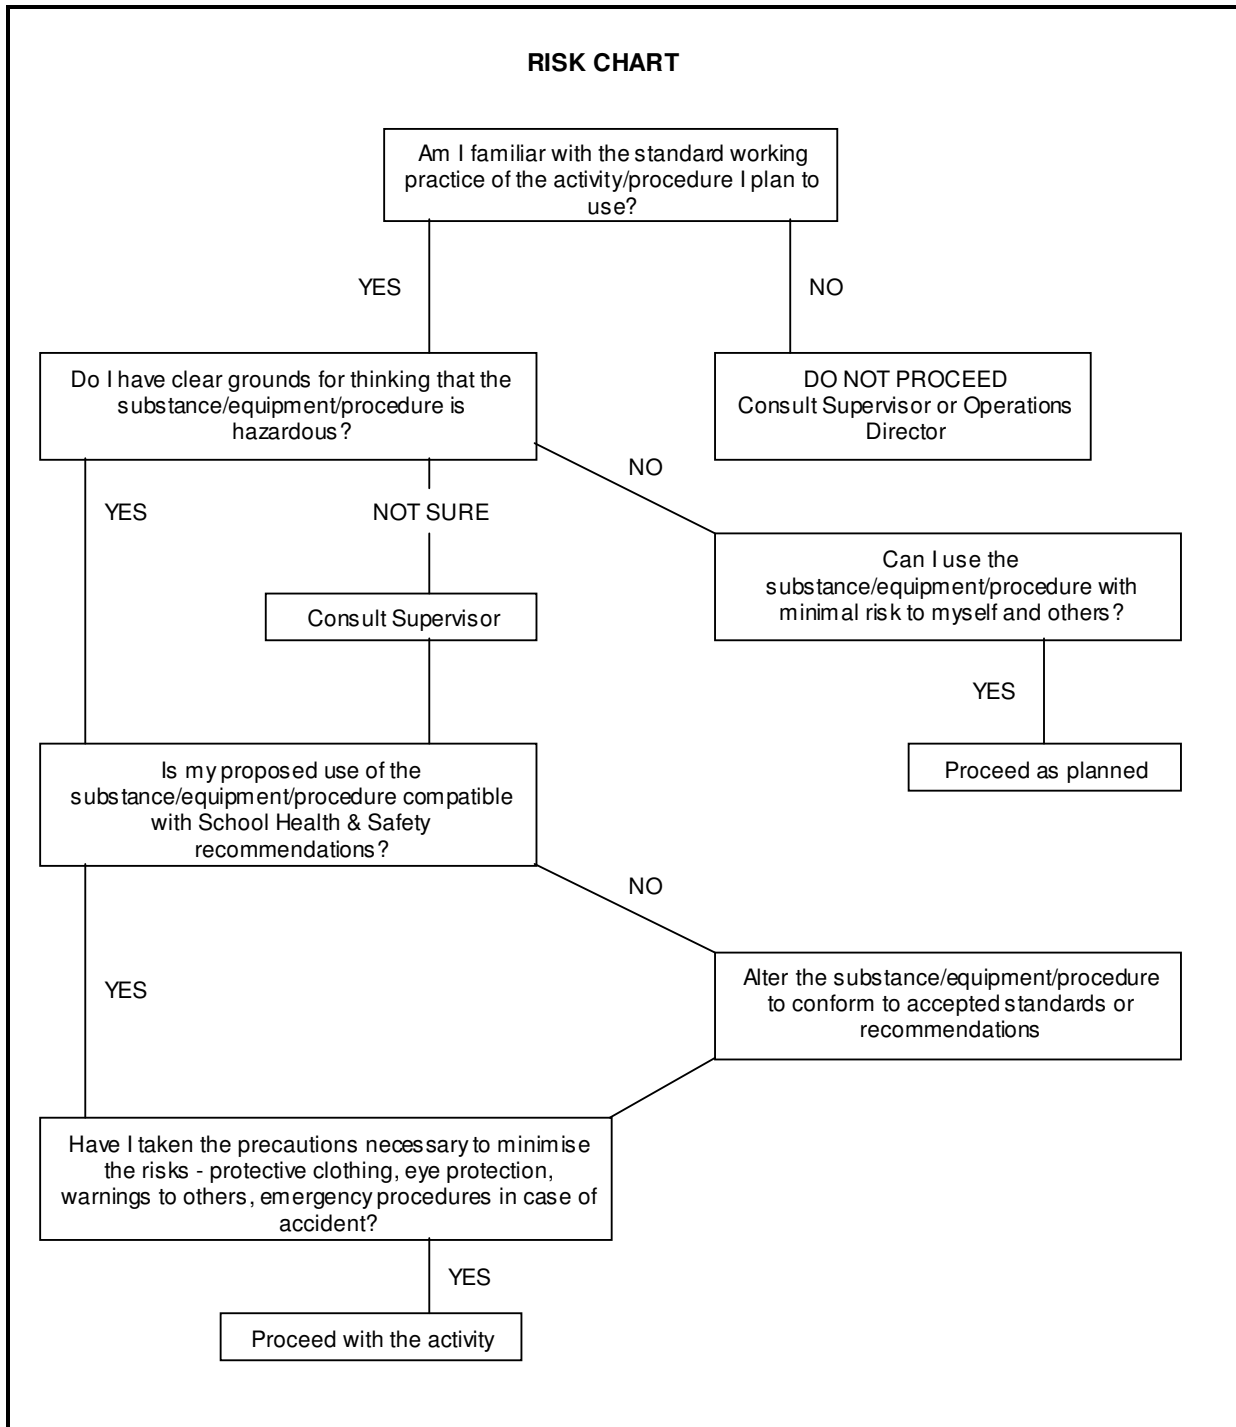 RISK CHART
Am I familiar with the standard working
practice of the activity/procedure I plan to
use?
YES
NO
Do I have clear grounds for thinking that the
substance/equipment/procedure is
hazardous?
DO NOT PROCEED
Consult Supervisor or Operations
Director
NO
YES
NOT SURE
Can I use the
substance/equipment/procedure with
minimal risk to myself and others?
Consult Supervisor
YES
Is my proposed use of the
substance/equipment/procedure compatible
with School Health & Safety
recommendations?
Proceed as planned
NO
YES
Alter the substance/equipment/procedure
to conform to accepted standards or
recommendations
Have I taken the precautions necessary to minimise
the risks - protective clothing, eye protection,
warnings to others, emergency procedures in case of
accident?
YES
Proceed with the activity